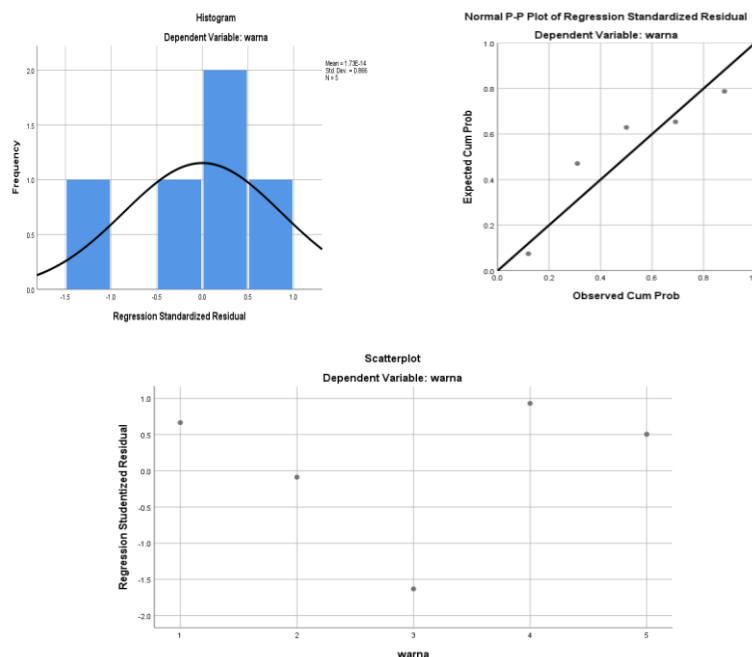 Histogram
Dependent Variable: warna
Mean = 1.73E-14
Std. Dev. = 0.866
N = 5
Frequency
2.0
1.5
1.0
0.5
0.0
-1.5 -1.0 -0.5 0.0 0.5 1.0
Regression Standardized Residual
Normal P-P Plot of Regression Standardized Residual
Dependent Variable: warna
Expected Cum Prob
1.0
0.8
0.6
0.4
0.2
0.0
0.0 0.2 0.4 0.6 0.8 1
Observed Cum Prob
Scatterplot
Dependent Variable: warna
Regression Studentized Residual
1.0
0.5
0.0
-0.5
-1.0
-1.5
-2.0
1 2 3 4 5
warna